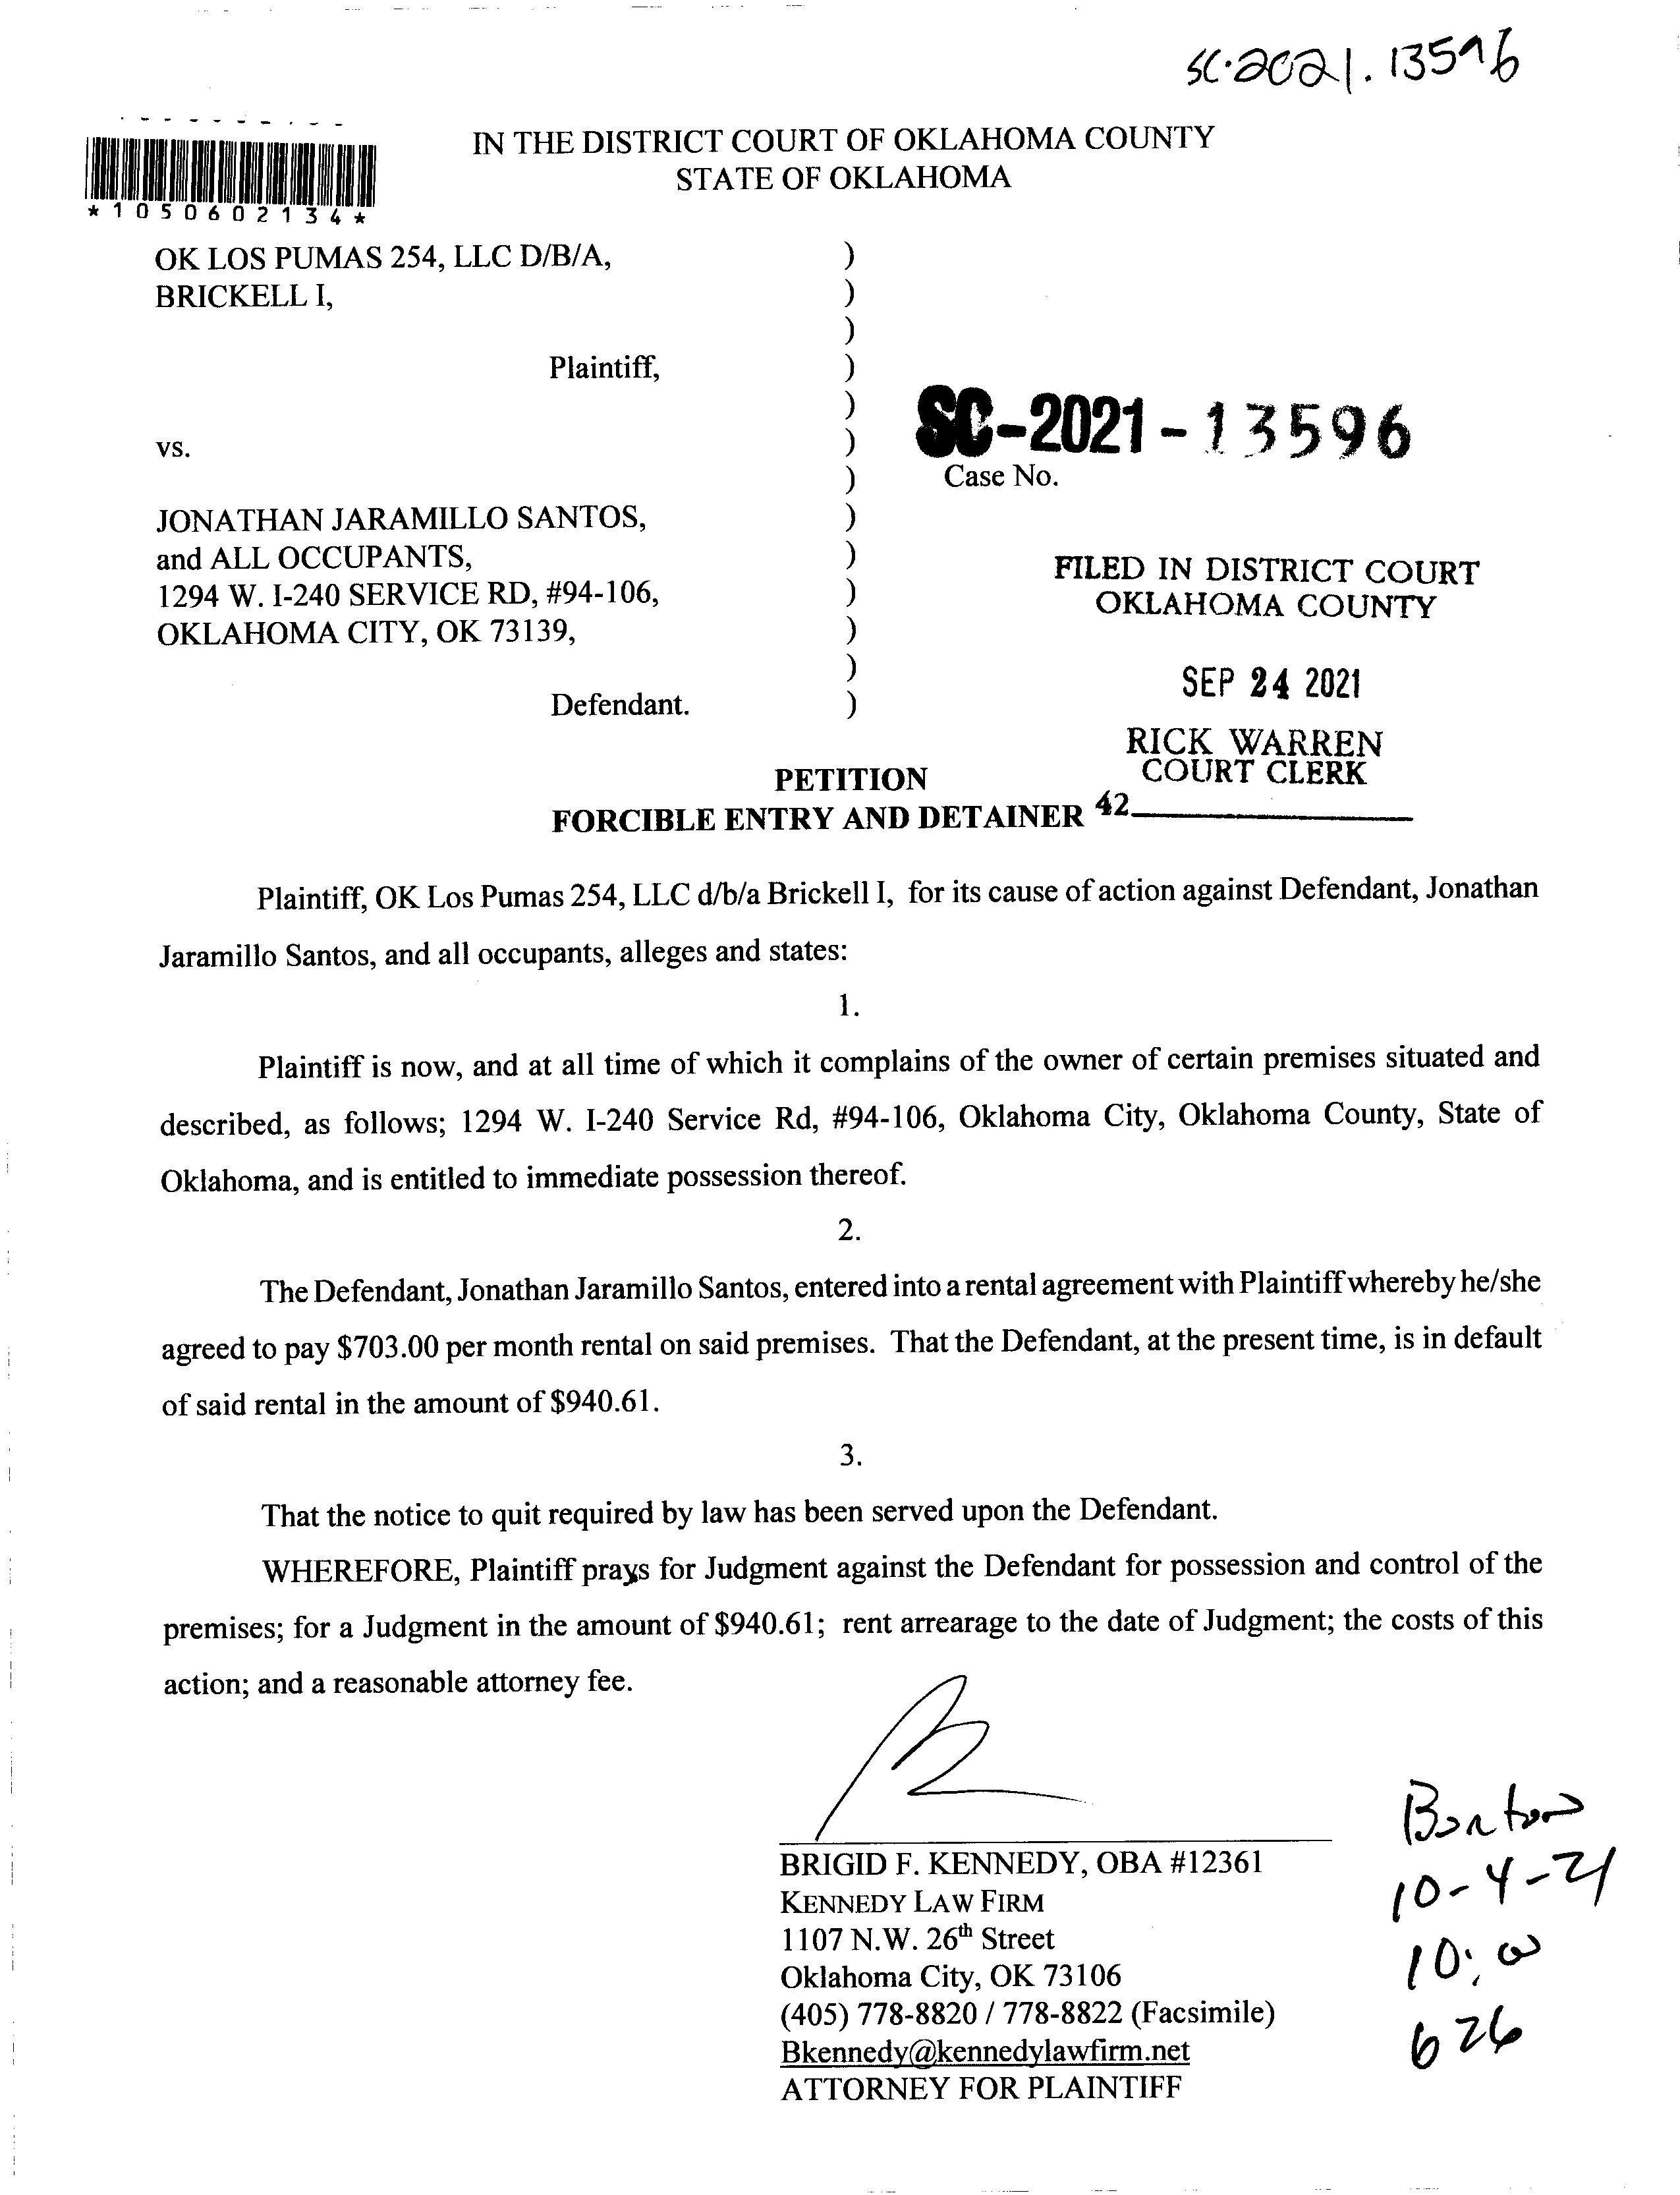 SC.2021.13596
IN THE DISTRICT COURT OF OKLAHOMA COUNTY
STATE OF OKLAHOMA
*1050602134*
OK LOS PUMAS 254, LLC D/B/A, )
BRICKELL I, )
)
Plaintiff, )
)
vs. )
SC-2021-13596
) Case No.
JONATHAN JARAMILLO SANTOS, )
and ALL OCCUPANTS, )
1294 W. I-240 SERVICE RD, #94-106, )
OKLAHOMA CITY, OK 73139, )
)
Defendant. )
FILED IN DISTRICT COURT
OKLAHOMA COUNTY
SEP 24 2021
RICK WARREN
COURT CLERK
42
PETITION
FORCIBLE ENTRY AND DETAINER
Plaintiff, OK Los Pumas 254, LLC d/b/a Brickell I, for its cause of action against Defendant, Jonathan
Jaramillo Santos, and all occupants, alleges and states:
1.
Plaintiff is now, and at all time of which it complains of the owner of certain premises situated and
described, as follows; 1294 W. I-240 Service Rd, #94-106, Oklahoma City, Oklahoma County, State of
Oklahoma, and is entitled to immediate possession thereof.
2.
The Defendant, Jonathan Jaramillo Santos, entered into a rental agreement with Plaintiff whereby he/she
agreed to pay $703.00 per month rental on said premises. That the Defendant, at the present time, is in default
of said rental in the amount of $940.61.
3.
That the notice to quit required by law has been served upon the Defendant.
WHEREFORE, Plaintiff prays for Judgment against the Defendant for possession and control of the
premises; for a Judgment in the amount of $940.61; rent arrearage to the date of Judgment; the costs of this
action; and a reasonable attorney fee.
BRIGID F. KENNEDY, OBA #12361
KENNEDY LAW FIRM
1107 N.W. 26th Street
Oklahoma City, OK 73106
(405) 778-8820 / 778-8822 (Facsimile)
Bkennedy@kennedylawfirm.net
ATTORNEY FOR PLAINTIFF
10-4-21
10:00
626